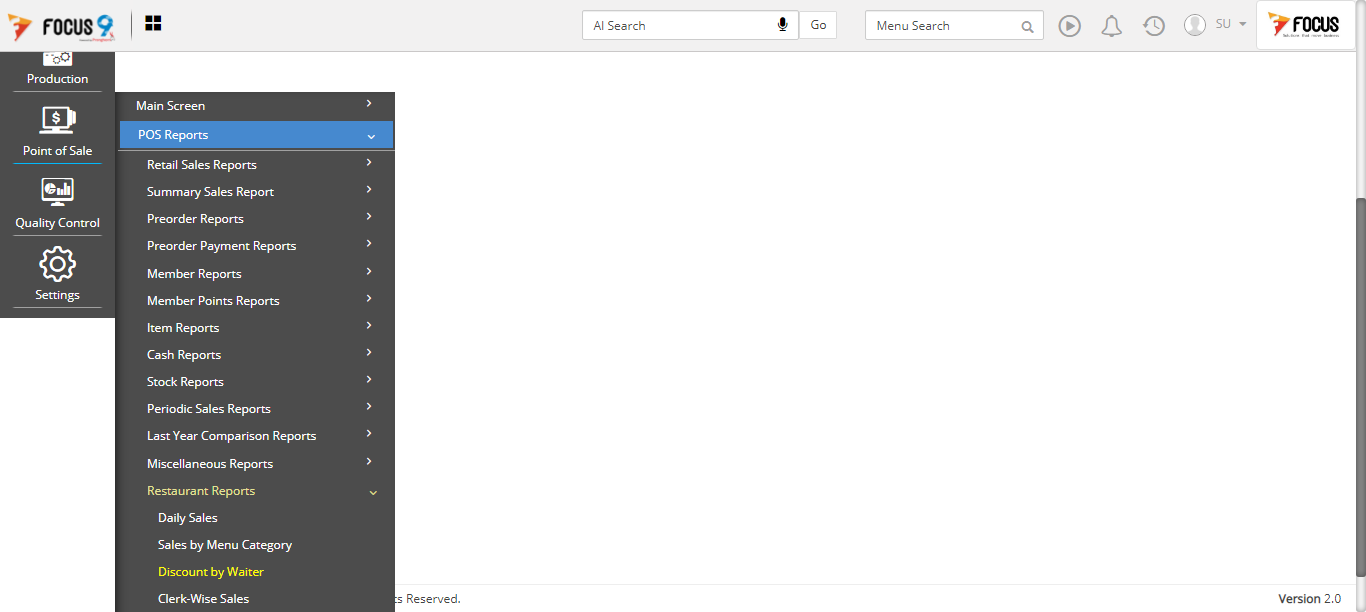 FOCUS 9
AI Search
Go
Menu Search
SU
FOCUS
Production
Point of Sale
Quality Control
Settings
Main Screen
POS Reports
Retail Sales Reports
Summary Sales Report
Preorder Reports
Preorder Payment Reports
Member Reports
Member Points Reports
Item Reports
Cash Reports
Stock Reports
Periodic Sales Reports
Last Year Comparison Reports
Miscellaneous Reports
Restaurant Reports
Daily Sales
Sales by Menu Category
Discount by Waiter
Clerk-Wise Sales
ts Reserved.
Version 2.0